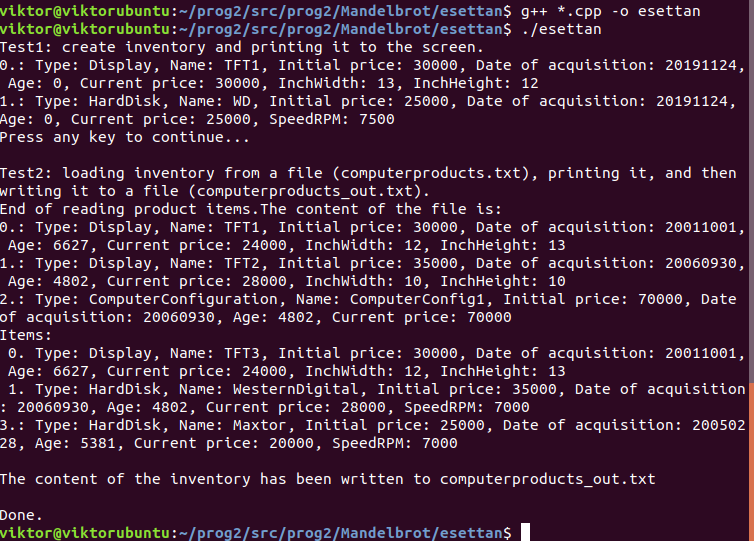 viktor@viktorubuntu:~/prog2/src/prog2/Mandelbrot/esettan$ g++ *.cpp -o esettan
viktor@viktorubuntu:~/prog2/src/prog2/Mandelbrot/esettan$ ./esettan
Test1: create inventory and printing it to the screen.
0.: Type: Display, Name: TFT1, Initial price: 30000, Date of acquisition: 20191124,
 Age: 0, Current price: 30000, InchWidth: 13, InchHeight: 12
1.: Type: HardDisk, Name: WD, Initial price: 25000, Date of acquisition: 20191124,
Age: 0, Current price: 25000, SpeedRPM: 7500
Press any key to continue...

Test2: loading inventory from a file (computerproducts.txt), printing it, and then
writing it to a file (computerproducts_out.txt).
End of reading product items.The content of the file is:
0.: Type: Display, Name: TFT1, Initial price: 30000, Date of acquisition: 20011001,
 Age: 6627, Current price: 24000, InchWidth: 12, InchHeight: 13
1.: Type: Display, Name: TFT2, Initial price: 35000, Date of acquisition: 20060930,
 Age: 4802, Current price: 28000, InchWidth: 10, InchHeight: 10
2.: Type: ComputerConfiguration, Name: ComputerConfig1, Initial price: 70000, Date
of acquisition: 20060930, Age: 4802, Current price: 70000
Items:
 0. Type: Display, Name: TFT3, Initial price: 30000, Date of acquisition: 20011001,
 Age: 6627, Current price: 24000, InchWidth: 12, InchHeight: 13
 1. Type: HardDisk, Name: WesternDigital, Initial price: 35000, Date of acquisition
: 20060930, Age: 4802, Current price: 28000, SpeedRPM: 7000
3.: Type: HardDisk, Name: Maxtor, Initial price: 25000, Date of acquisition: 200502
28, Age: 5381, Current price: 20000, SpeedRPM: 7000

The content of the inventory has been written to computerproducts_out.txt

Done.
viktor@viktorubuntu:~/prog2/src/prog2/Mandelbrot/esettan$